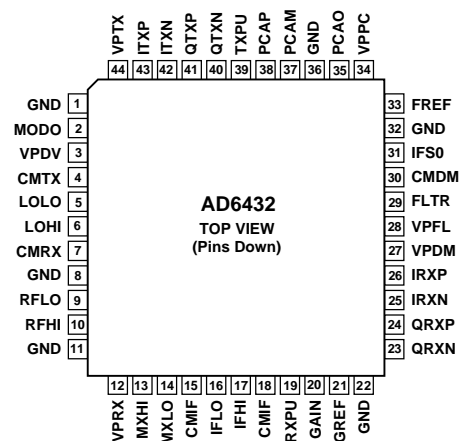 VPTX ITXP ITXN QTXP QTXN TXPU PCAP PCAM GND PCAO VPPC
44 43 42 41 40 39 38 37 36 35 34
GND 1
MODO 2
VPDV 3
CMTX 4
LOLO 5
LOHI 6
CMRX 7
GND 8
RFLO 9
RFHI 10
GND 11
AD6432
TOP VIEW
(Pins Down)
33 FREF
32 GND
31 IFS0
30 CMDM
29 FLTR
28 VPFL
27 VPDM
26 IRXP
25 IRXN
24 QRXP
23 QRXN
12 13 14 15 16 17 18 19 20 21 22
VPRX MXHI MXLO CMIF IFLO IFHI CMIF RXPU GAIN GREF GND